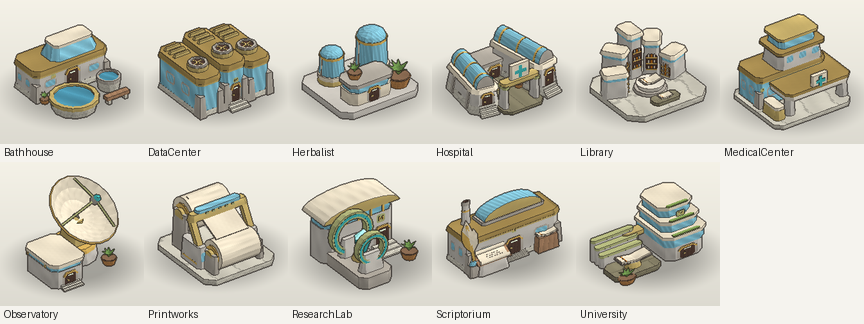 Bathhouse
DataCenter
Herbalist
Hospital
Library
MedicalCenter
Observatory
Printworks
ResearchLab
Scriptorium
University